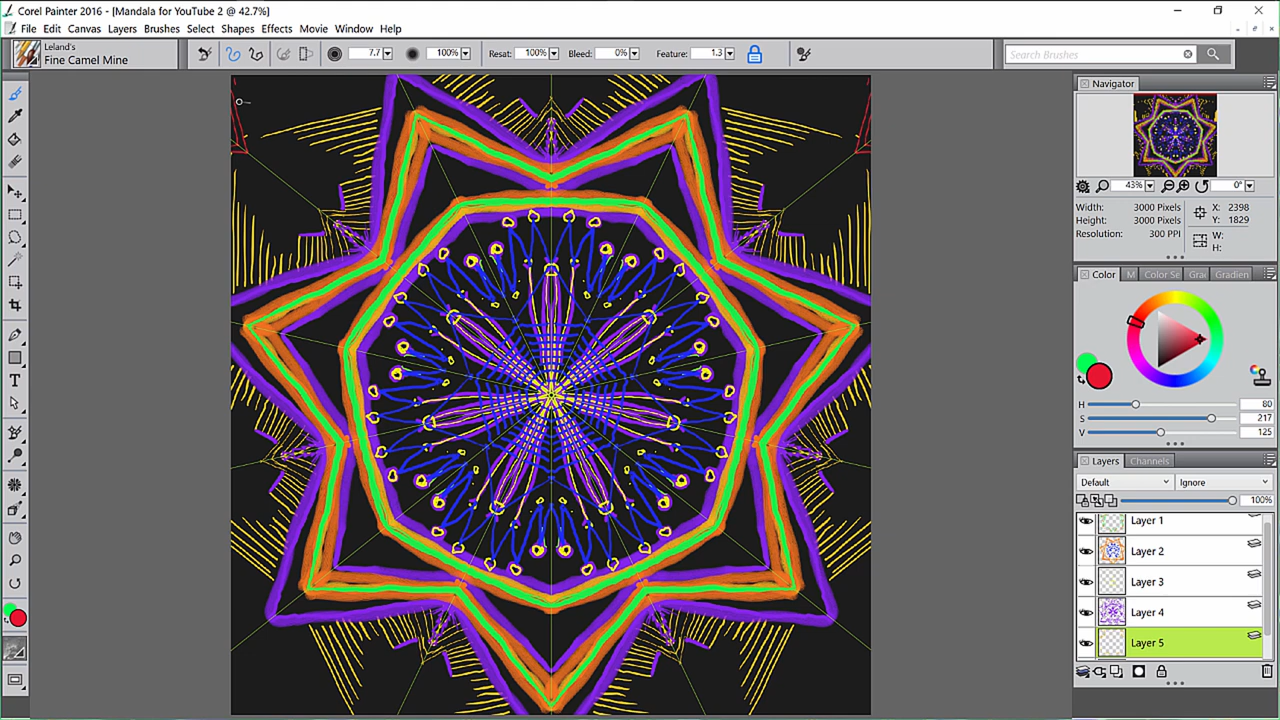 Corel Painter 2016 - [Mandala for YouTube 2 @ 42.7%]
File Edit Canvas Layers Brushes Select Shapes Effects Movie Window Help
Leland's
Fine Camel Mine
7.7
100%
Resat: 100%
Bleed: 0%
Feature: 1.3
Search Brushes
Navigator
43%
0°
Width: 3000 Pixels
Height: 3000 Pixels
Resolution: 300 PPI
X: 2398
Y: 1829
W:
H:
Color M Color Se Gra Gradien
H 80
S 217
V 125
Layers Channels
Default Ignore
100%
Layer 1
Layer 2
Layer 3
Layer 4
Layer 5
T